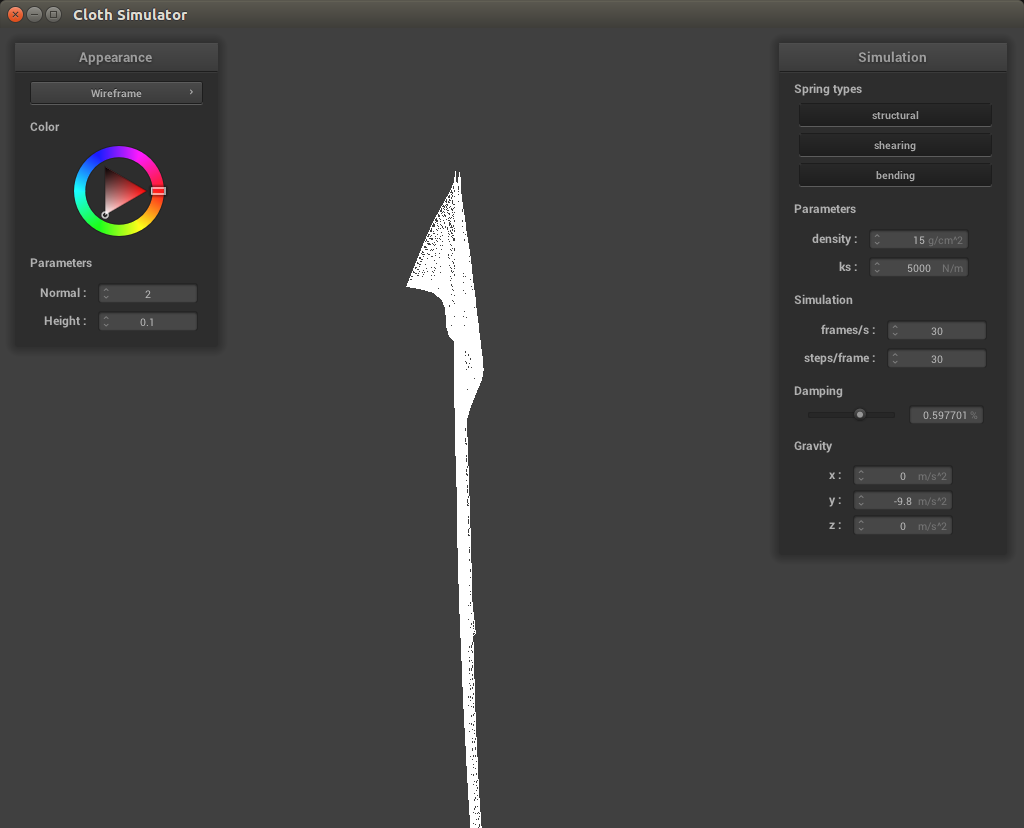 Cloth Simulator
Appearance
Wireframe ›
Color
Parameters
Normal : 2
Height : 0.1
Simulation
Spring types
structural
shearing
bending
Parameters
density : 15 g/cm^2
ks : 5000 N/m
Simulation
frames/s : 30
steps/frame : 30
Damping
0.597701 %
Gravity
x : 0 m/s^2
y : -9.8 m/s^2
z : 0 m/s^2